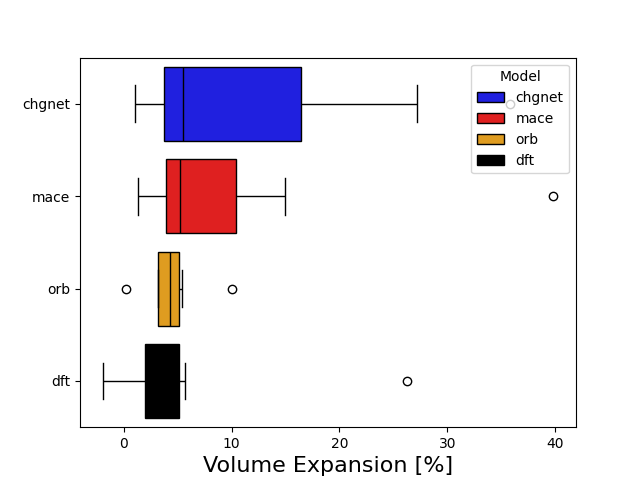 Model
chgnet
mace
orb
dft
chgnet
mace
orb
dft
0 10 20 30 40
Volume Expansion [%]